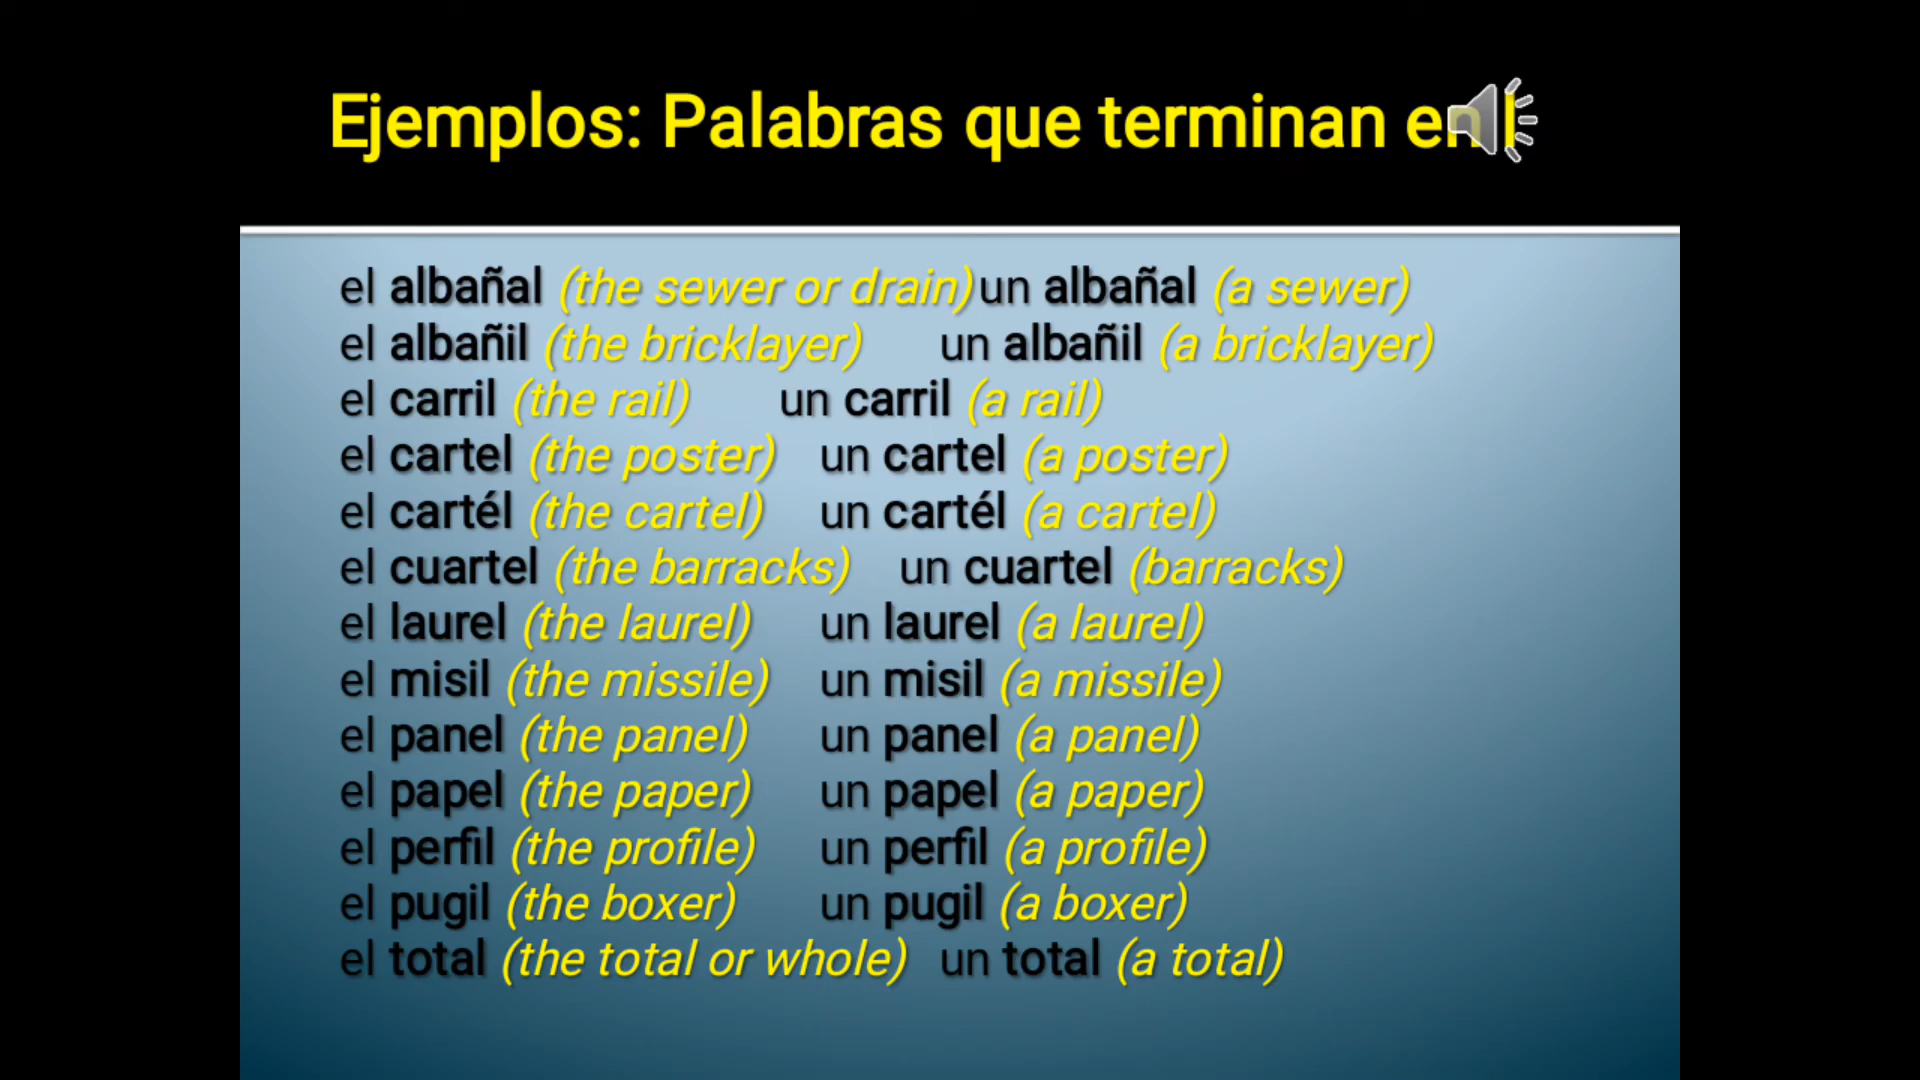 Ejemplos: Palabras que terminan en l
el albañal (the sewer or drain) un albañal (a sewer)
el albañil (the bricklayer) un albañil (a bricklayer)
el carril (the rail) un carril (a rail)
el cartel (the poster) un cartel (a poster)
el cartél (the cartel) un cartél (a cartel)
el cuartel (the barracks) un cuartel (barracks)
el laurel (the laurel) un laurel (a laurel)
el misil (the missile) un misil (a missile)
el panel (the panel) un panel (a panel)
el papel (the paper) un papel (a paper)
el perfil (the profile) un perfil (a profile)
el pugil (the boxer) un pugil (a boxer)
el total (the total or whole) un total (a total)